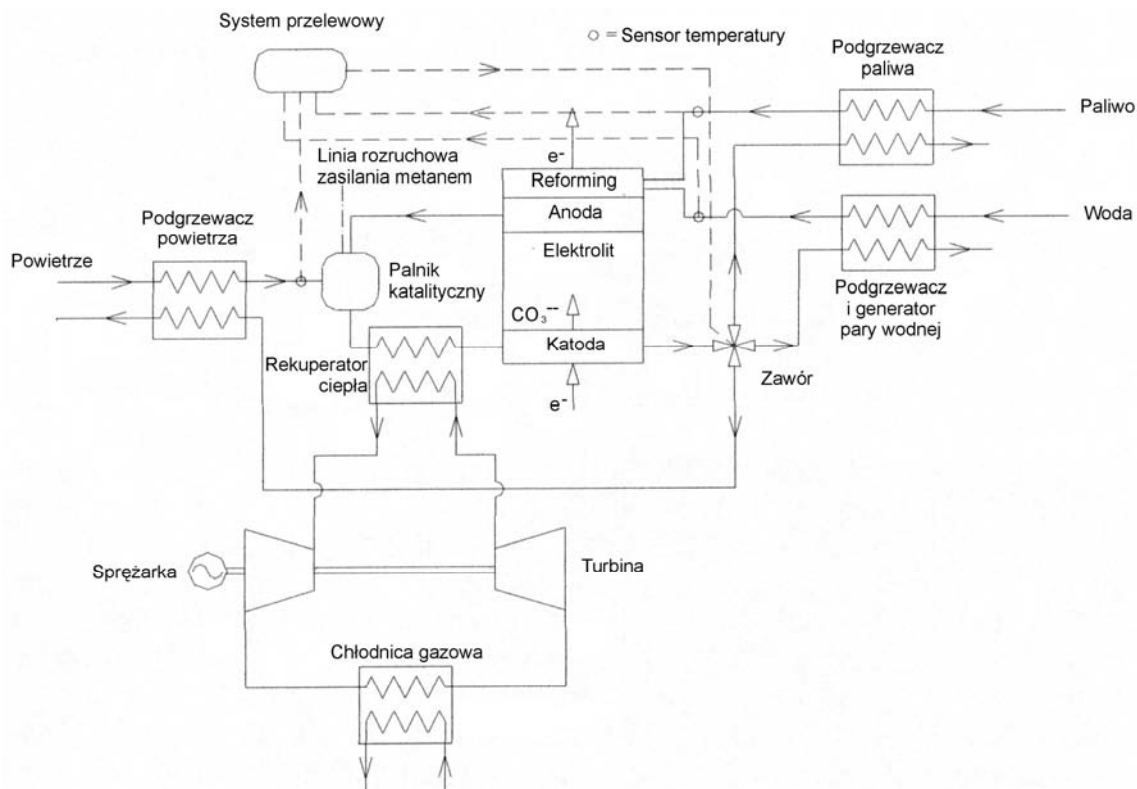 System przelewowy
○ = Sensor temperatury
Podgrzewacz
paliwa
Paliwo
Linia rozruchowa
zasilania metanem
e-
Reforming
Anoda
Elektrolit
CO₃--
Katoda
e-
Podgrzewacz
powietrza
Powietrze
Palnik
katalityczny
Woda
Podgrzewacz
i generator
pary wodnej
Zawór
Rekuperator
ciepła
Sprężarka
Turbina
Chłodnica gazowa